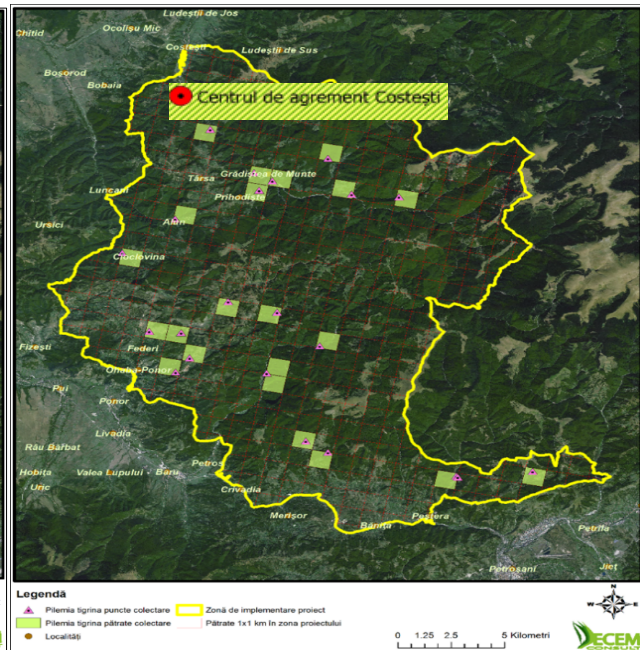 Ludeștii de Jos
Chitid
Ocolișu Mic
Costești
Ludeștii de Sus
Boșorod
Bobaia
Centrul de agrement Costești
Târsa
Grădiștea de Munte
Luncani
Prihodiște
Ursici
Alun
Cioclovina
Fizești
Federi
Ohaba-Ponor
Pui
Ponor
Livadia
Râu Bărbat
Petros
Hobița
Valea Lupului
Baru
Uric
Crivadia
Merișor
Bănița
Peștera
Petrila
Petroșani
Jieț
Legendă
Pilemia tigrina puncte colectare
Zonă de implementare proiect
Pilemia tigrina pătrate colectare
Pătrate 1x1 km în zona proiectului
Localități
N
W
E
S
0 1.25 2.5 5 Kilometri
DECEM